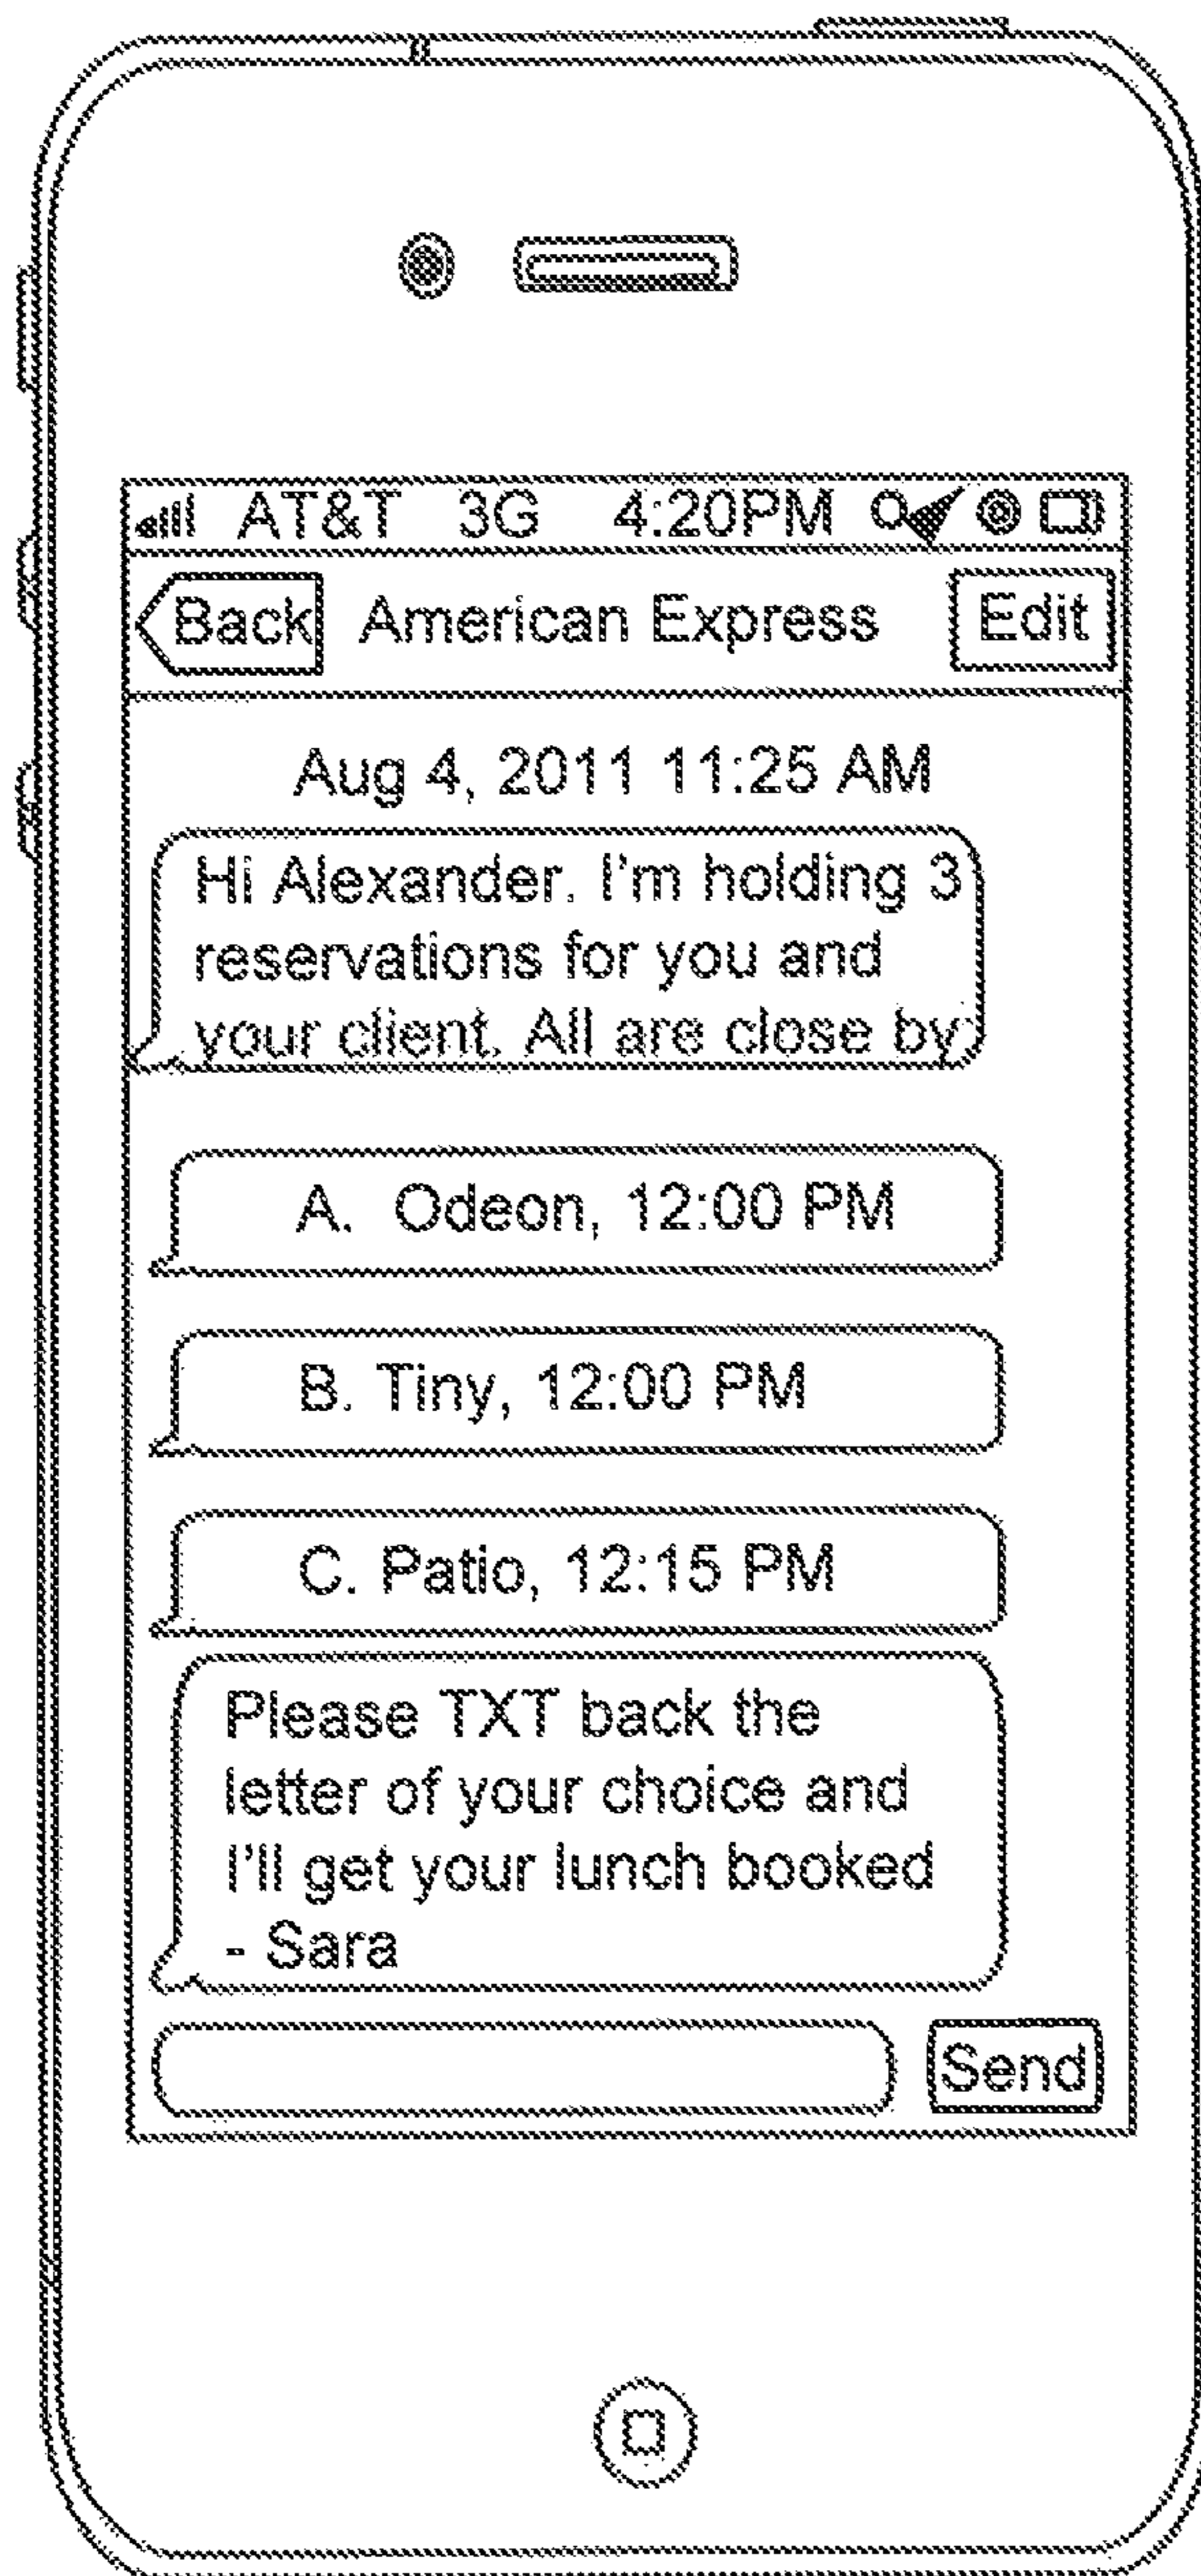 AT&T 3G 4:20PM
Back American Express Edit
Aug 4, 2011 11:25 AM
Hi Alexander. I'm holding 3
reservations for you and
your client. All are close by:
A. Odeon, 12:00 PM
B. Tiny, 12:00 PM
C. Patio, 12:15 PM
Please TXT back the
letter of your choice and
I'll get your lunch booked
- Sara
Send